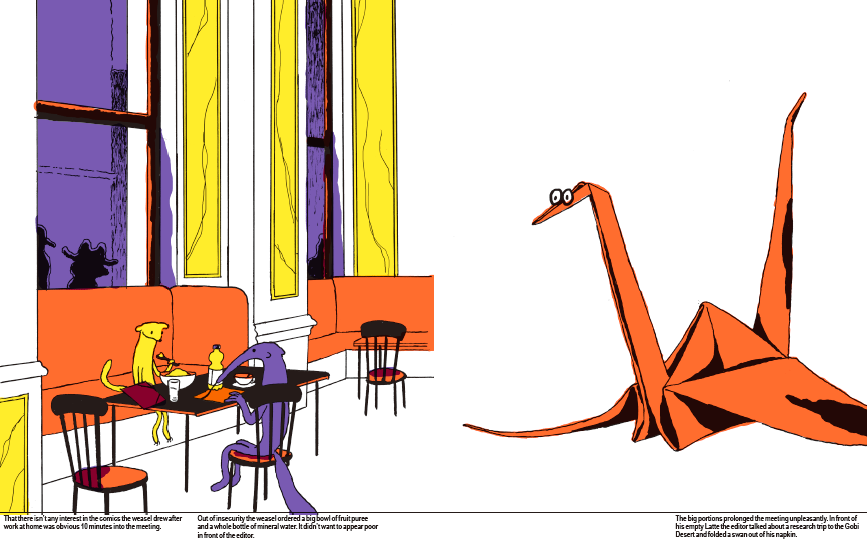 That there isn't any interest in the comics the weasel drew after
work at home was obvious 10 minutes into the meeting.
Out of insecurity the weasel ordered a big bowl of fruit puree
and a whole bottle of mineral water. It didn't want to appear poor
in front of the editor.
The big portions prolonged the meeting unpleasantly. In front of
his empty Latte the editor talked about a research trip to the Gobi
Desert and folded a swan out of his napkin.